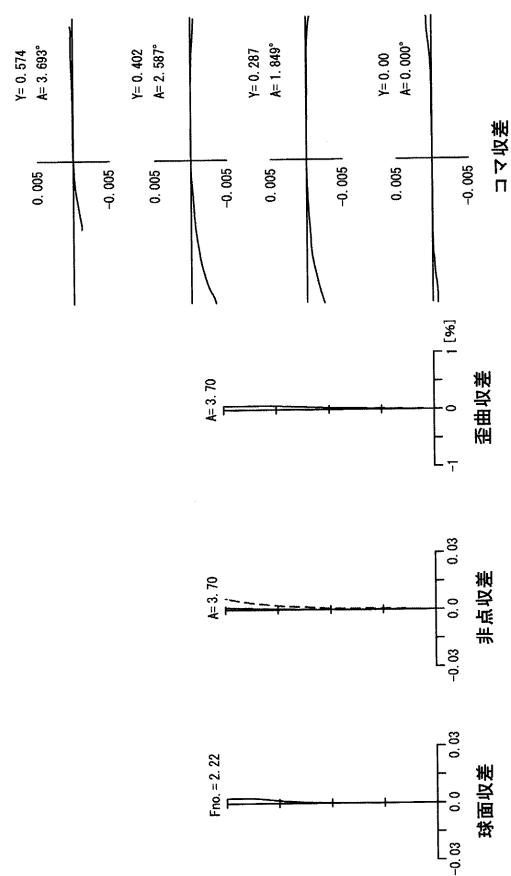 Fno. = 2. 22
-0.03
0.0
0.03
球面収差
A=3. 70
-0.03
0.0
0.03
非点収差
A=3. 70
-1
0
1
[%]
歪曲収差
Y= 0. 574
A= 3. 693°
0. 005
-0. 005
Y= 0. 402
A= 2. 587°
0. 005
-0. 005
Y= 0. 287
A= 1. 849°
0. 005
-0. 005
Y= 0. 00
A= 0.000°
0. 005
-0. 005
コマ収差